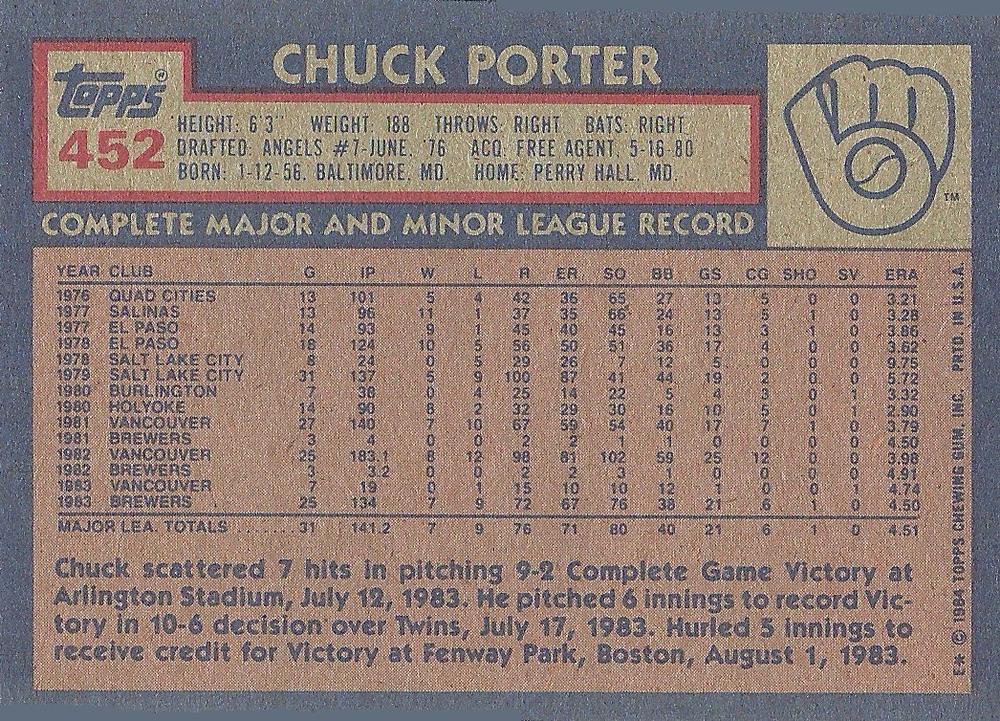 CHUCK PORTER
Topps®
452
HEIGHT: 6'3" WEIGHT: 188 THROWS: RIGHT BATS: RIGHT
DRAFTED: ANGELS #7-JUNE, '76 ACQ. FREE AGENT, 5-16-80
BORN: 1-12-56, BALTIMORE, MD. HOME: PERRY HALL, MD.
TM
COMPLETE MAJOR AND MINOR LEAGUE RECORD
YEAR CLUB G IP W L R ER SO BB GS CG SHO SV ERA
1976 QUAD CITIES 13 101 5 4 42 36 65 27 13 5 0 0 3.21
1977 SALINAS 13 96 11 1 37 35 66 24 13 5 1 0 3.28
1977 EL PASO 14 93 9 1 45 40 45 16 13 3 1 0 3.86
1978 EL PASO 18 124 10 5 56 50 51 36 17 4 0 0 3.62
1978 SALT LAKE CITY 8 24 0 5 29 26 7 12 5 0 0 0 9.75
1979 SALT LAKE CITY 31 137 5 9 100 87 41 44 19 2 0 0 5.72
1980 BURLINGTON 7 38 0 4 25 14 22 5 4 3 0 1 3.32
1980 HOLYOKE 14 90 8 2 32 29 30 16 10 5 0 1 2.90
1981 VANCOUVER 27 140 7 10 67 59 54 40 17 7 1 0 3.79
1981 BREWERS 3 4 0 0 2 2 1 1 0 0 0 0 4.50
1982 VANCOUVER 25 183.1 8 12 98 81 102 59 25 12 0 0 3.98
1982 BREWERS 3 3.2 0 0 2 2 3 1 0 0 0 0 4.91
1983 VANCOUVER 7 19 0 1 15 10 10 12 1 0 0 1 4.74
1983 BREWERS 25 134 7 9 72 67 76 38 21 6 1 0 4.50
MAJOR LEA. TOTALS ........ 31 141.2 7 9 76 71 80 40 21 6 1 0 4.51
Chuck scattered 7 hits in pitching 9-2 Complete Game Victory at
Arlington Stadium, July 12, 1983. He pitched 6 innings to record Vic-
tory in 10-6 decision over Twins, July 17, 1983. Hurled 5 innings to
receive credit for Victory at Fenway Park, Boston, August 1, 1983.
E* © 1984 TOPPS CHEWING GUM, INC. PRTD. IN U.S.A.